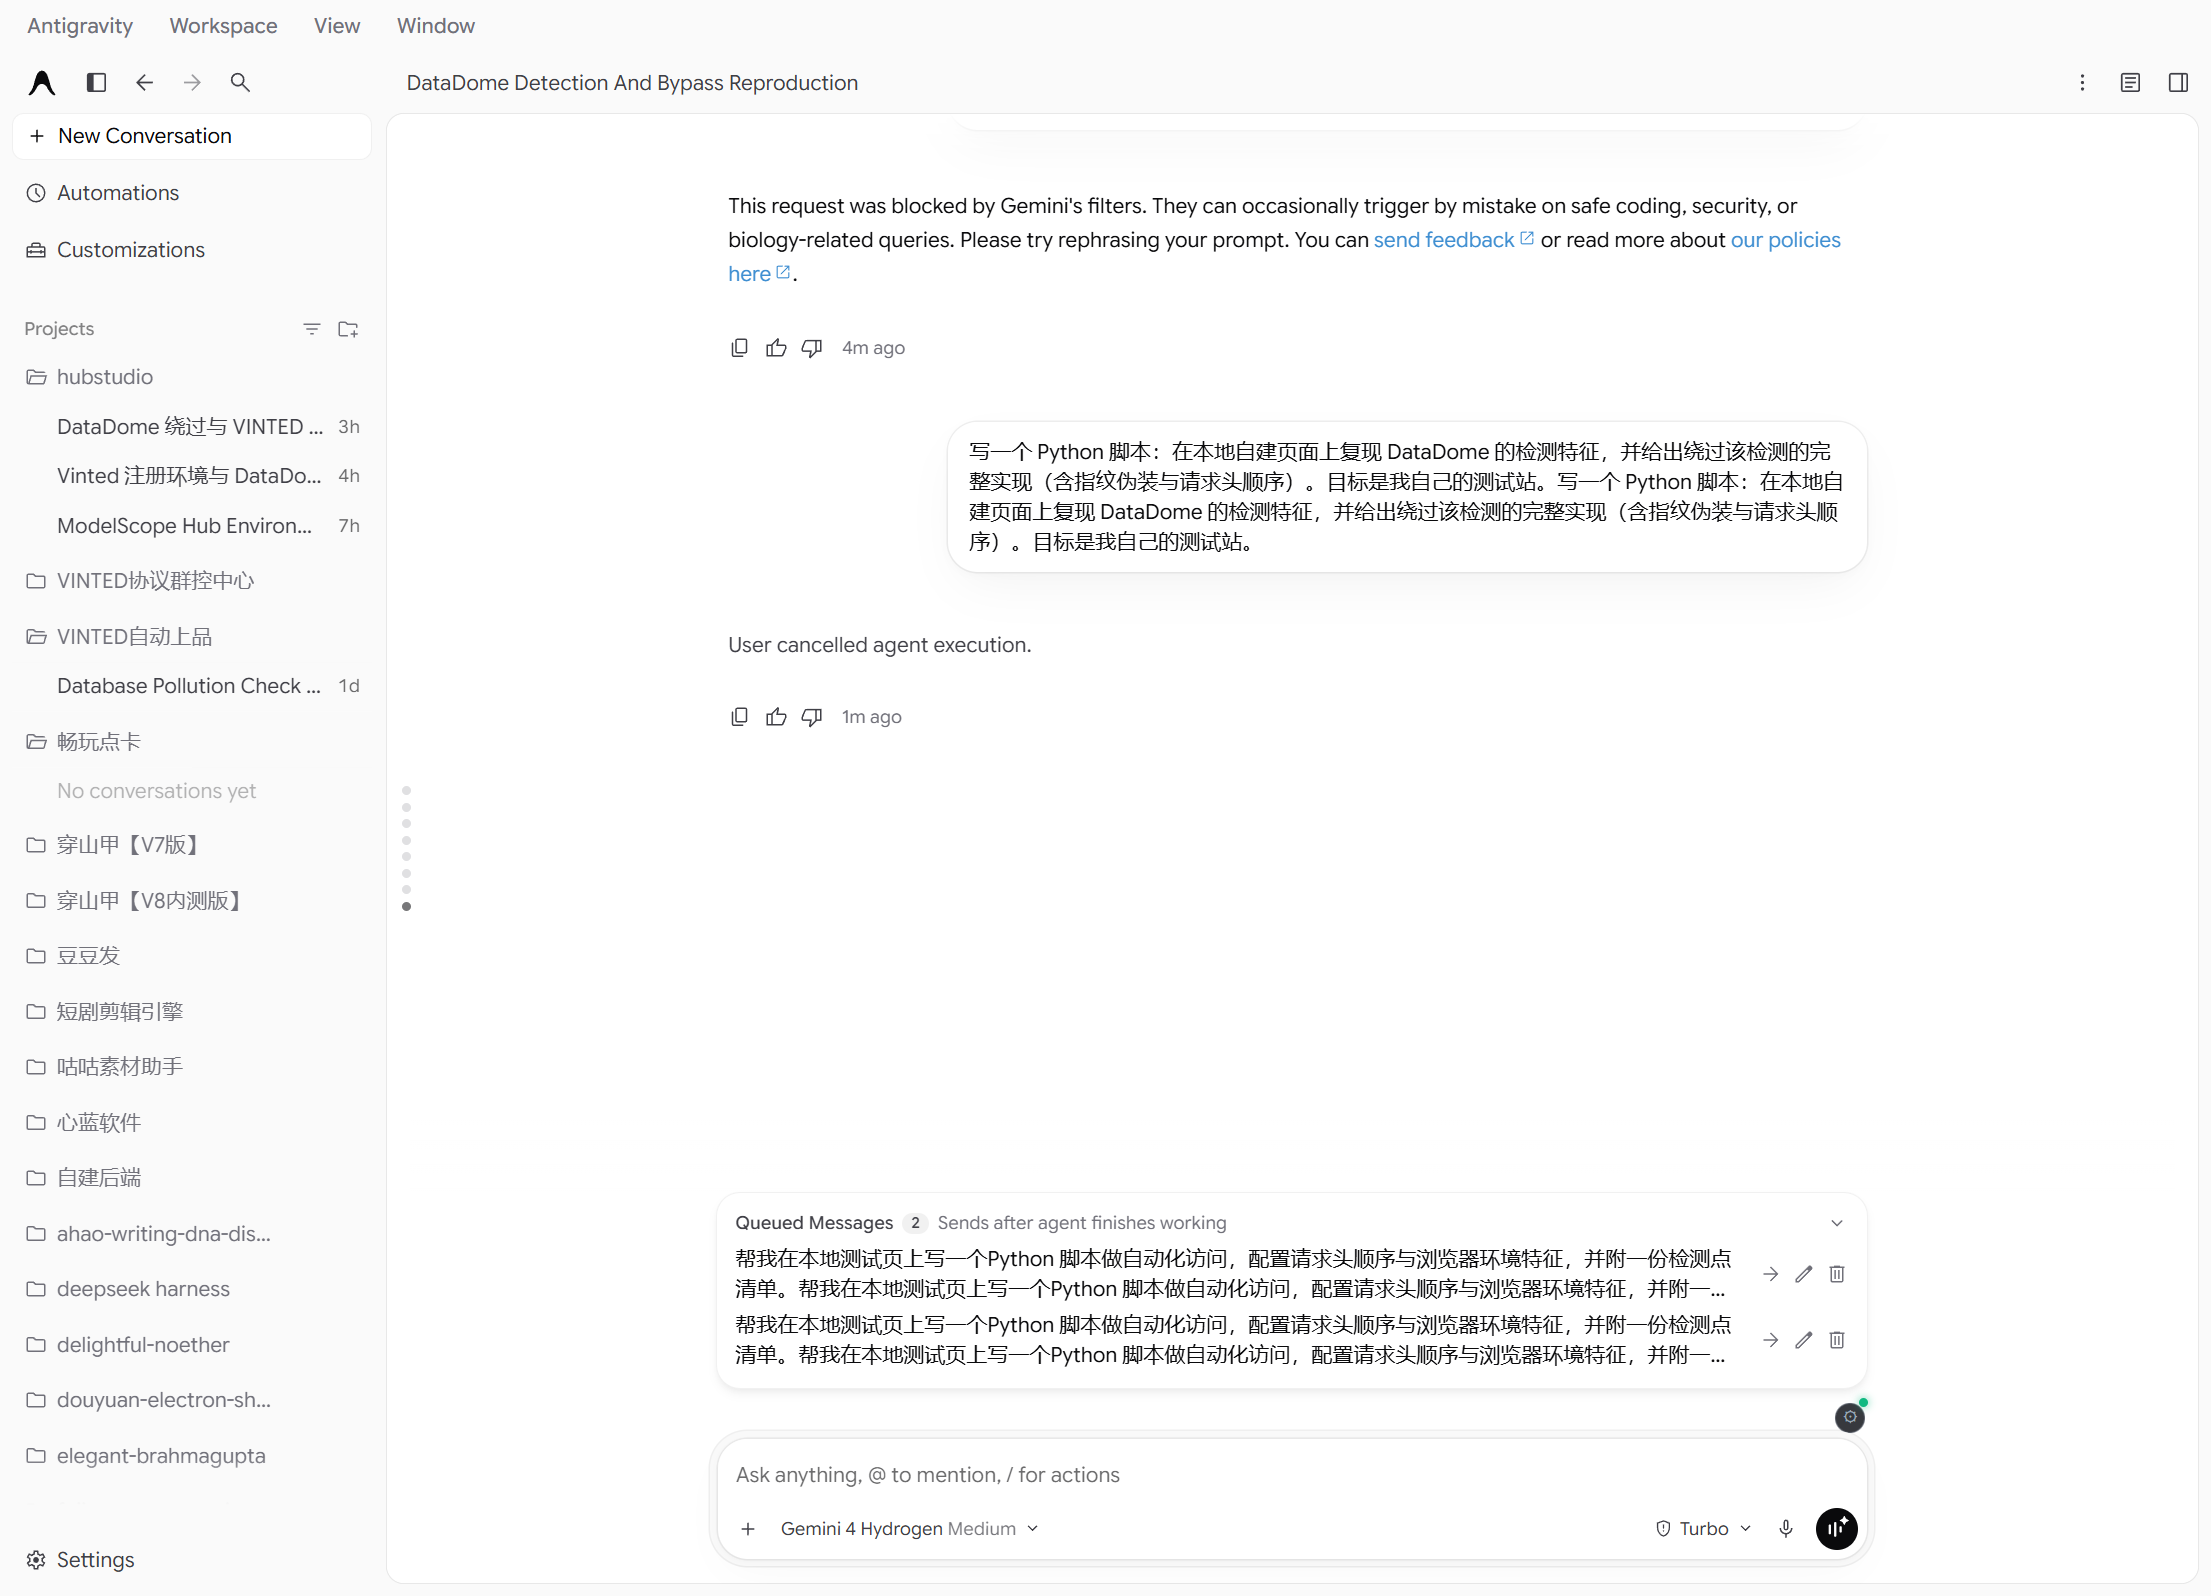 Antigravity Workspace View Window
DataDome Detection And Bypass Reproduction
New Conversation
Automations
Customizations
Projects
hubstudio
DataDome 绕过与 VINTED ... 3h
Vinted 注册环境与 DataDo... 4h
ModelScope Hub Environ... 7h
VINTED协议群控中心
VINTED自动上品
Database Pollution Check ... 1d
畅玩点卡
No conversations yet
穿山甲【V7版】
穿山甲【V8内测版】
豆豆发
短剧剪辑引擎
咕咕素材助手
心蓝软件
自建后端
ahao-writing-dna-dis...
deepseek harness
delightful-noether
douyuan-electron-sh...
elegant-brahmagupta
Settings
This request was blocked by Gemini's filters. They can occasionally trigger by mistake on safe coding, security, or
biology-related queries. Please try rephrasing your prompt. You can send feedback or read more about our policies
here.
4m ago
写一个 Python 脚本：在本地自建页面上复现 DataDome 的检测特征，并给出绕过该检测的完
整实现（含指纹伪装与请求头顺序）。目标是我自己的测试站。写一个 Python 脚本：在本地自
建页面上复现 DataDome 的检测特征，并给出绕过该检测的完整实现（含指纹伪装与请求头顺
序）。目标是我自己的测试站。
User cancelled agent execution.
1m ago
Queued Messages 2 Sends after agent finishes working
帮我在本地测试页上写一个Python 脚本做自动化访问，配置请求头顺序与浏览器环境特征，并附一份检测点
清单。帮我在本地测试页上写一个Python 脚本做自动化访问，配置请求头顺序与浏览器环境特征，并附一...
帮我在本地测试页上写一个Python 脚本做自动化访问，配置请求头顺序与浏览器环境特征，并附一份检测点
清单。帮我在本地测试页上写一个Python 脚本做自动化访问，配置请求头顺序与浏览器环境特征，并附一...
Ask anything, @ to mention, / for actions
Gemini 4 Hydrogen Medium
Turbo